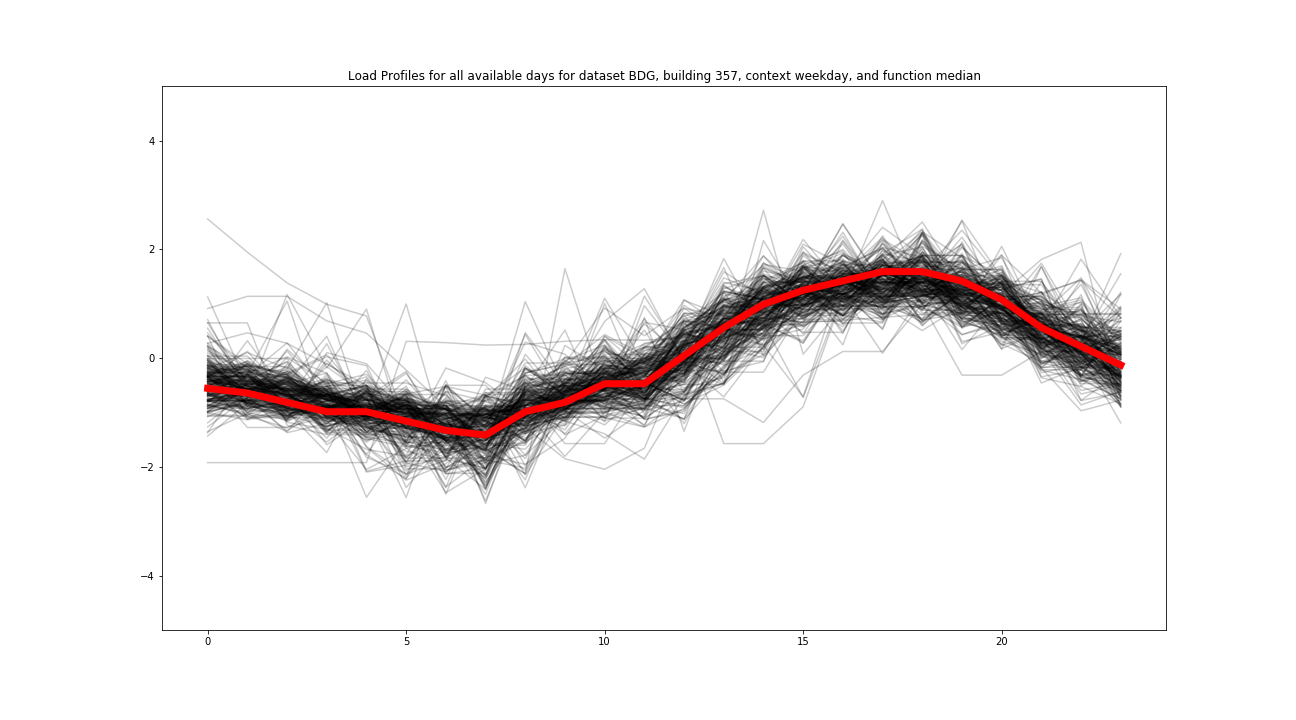 Load Profiles for all available days for dataset BDG, building 357, context weekday, and function median
4
2
0
−2
−4
0 5 10 15 20